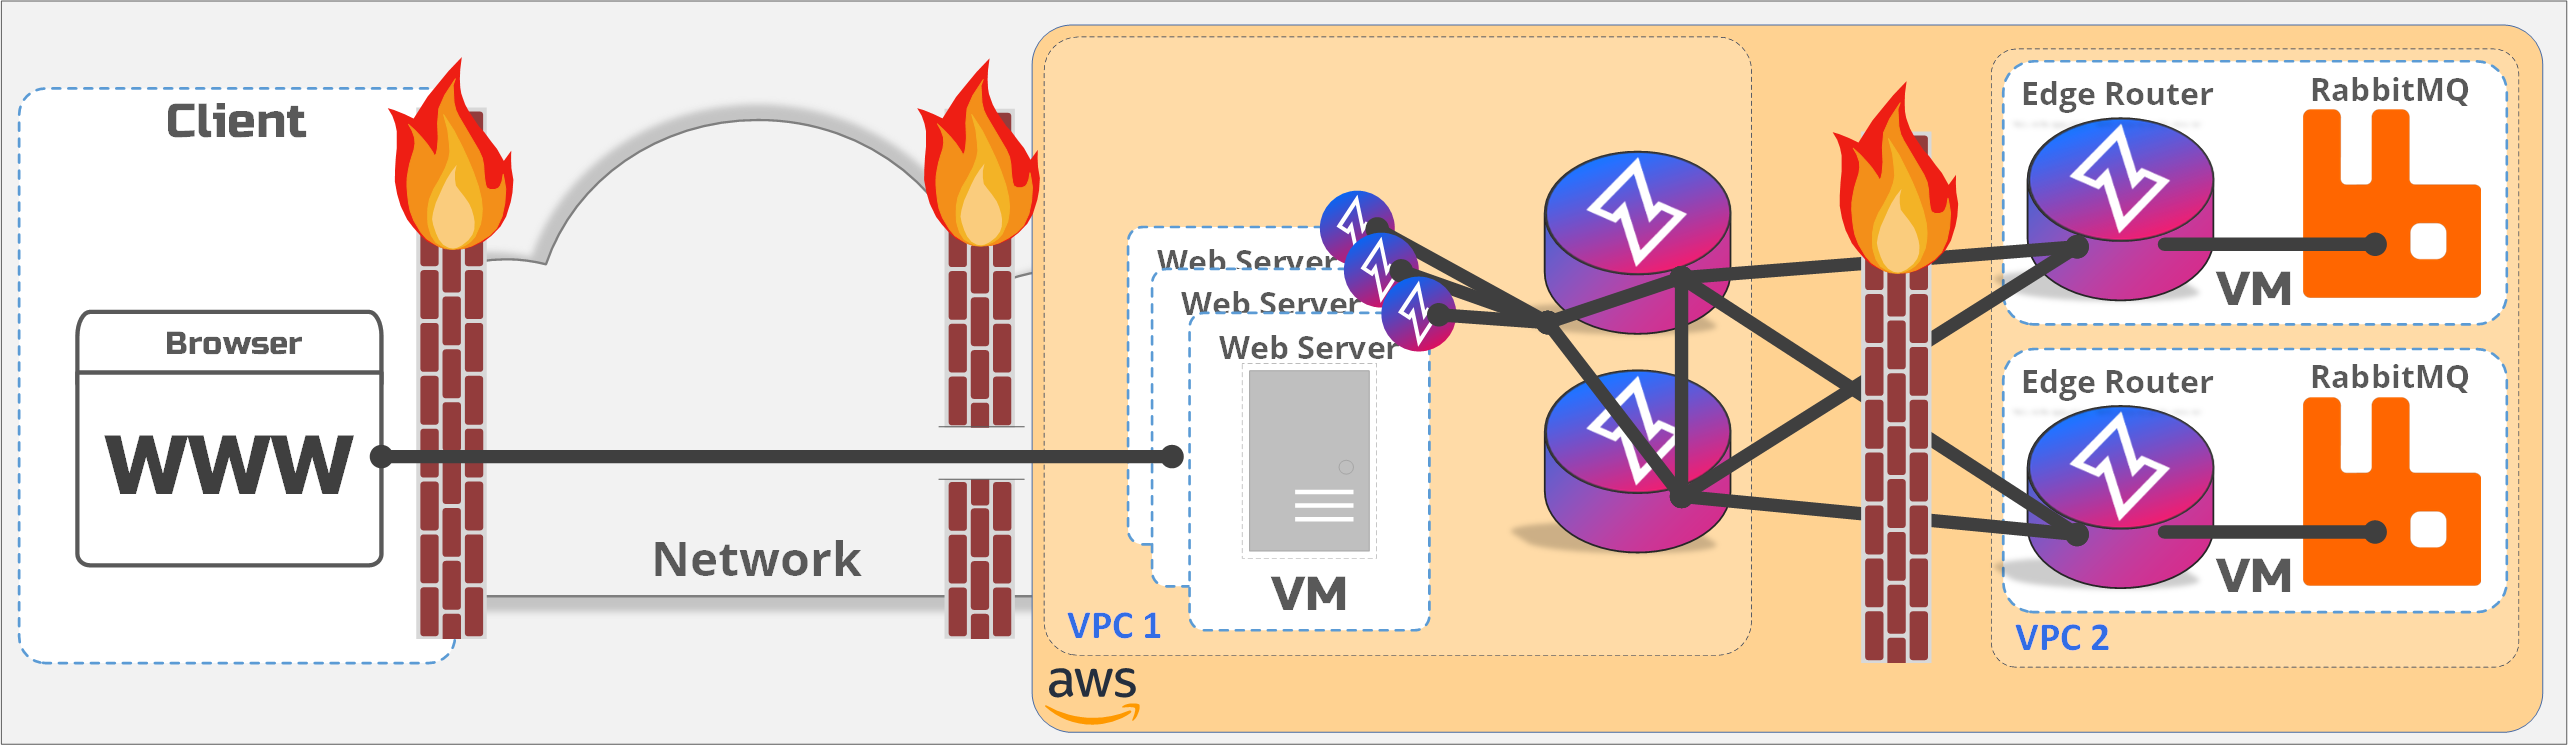 Client
Browser
WWW
Network
Web Server
Web Server
Web Server
VM
VPC 1
aws
Edge Router
RabbitMQ
VM
Edge Router
RabbitMQ
VM
VPC 2